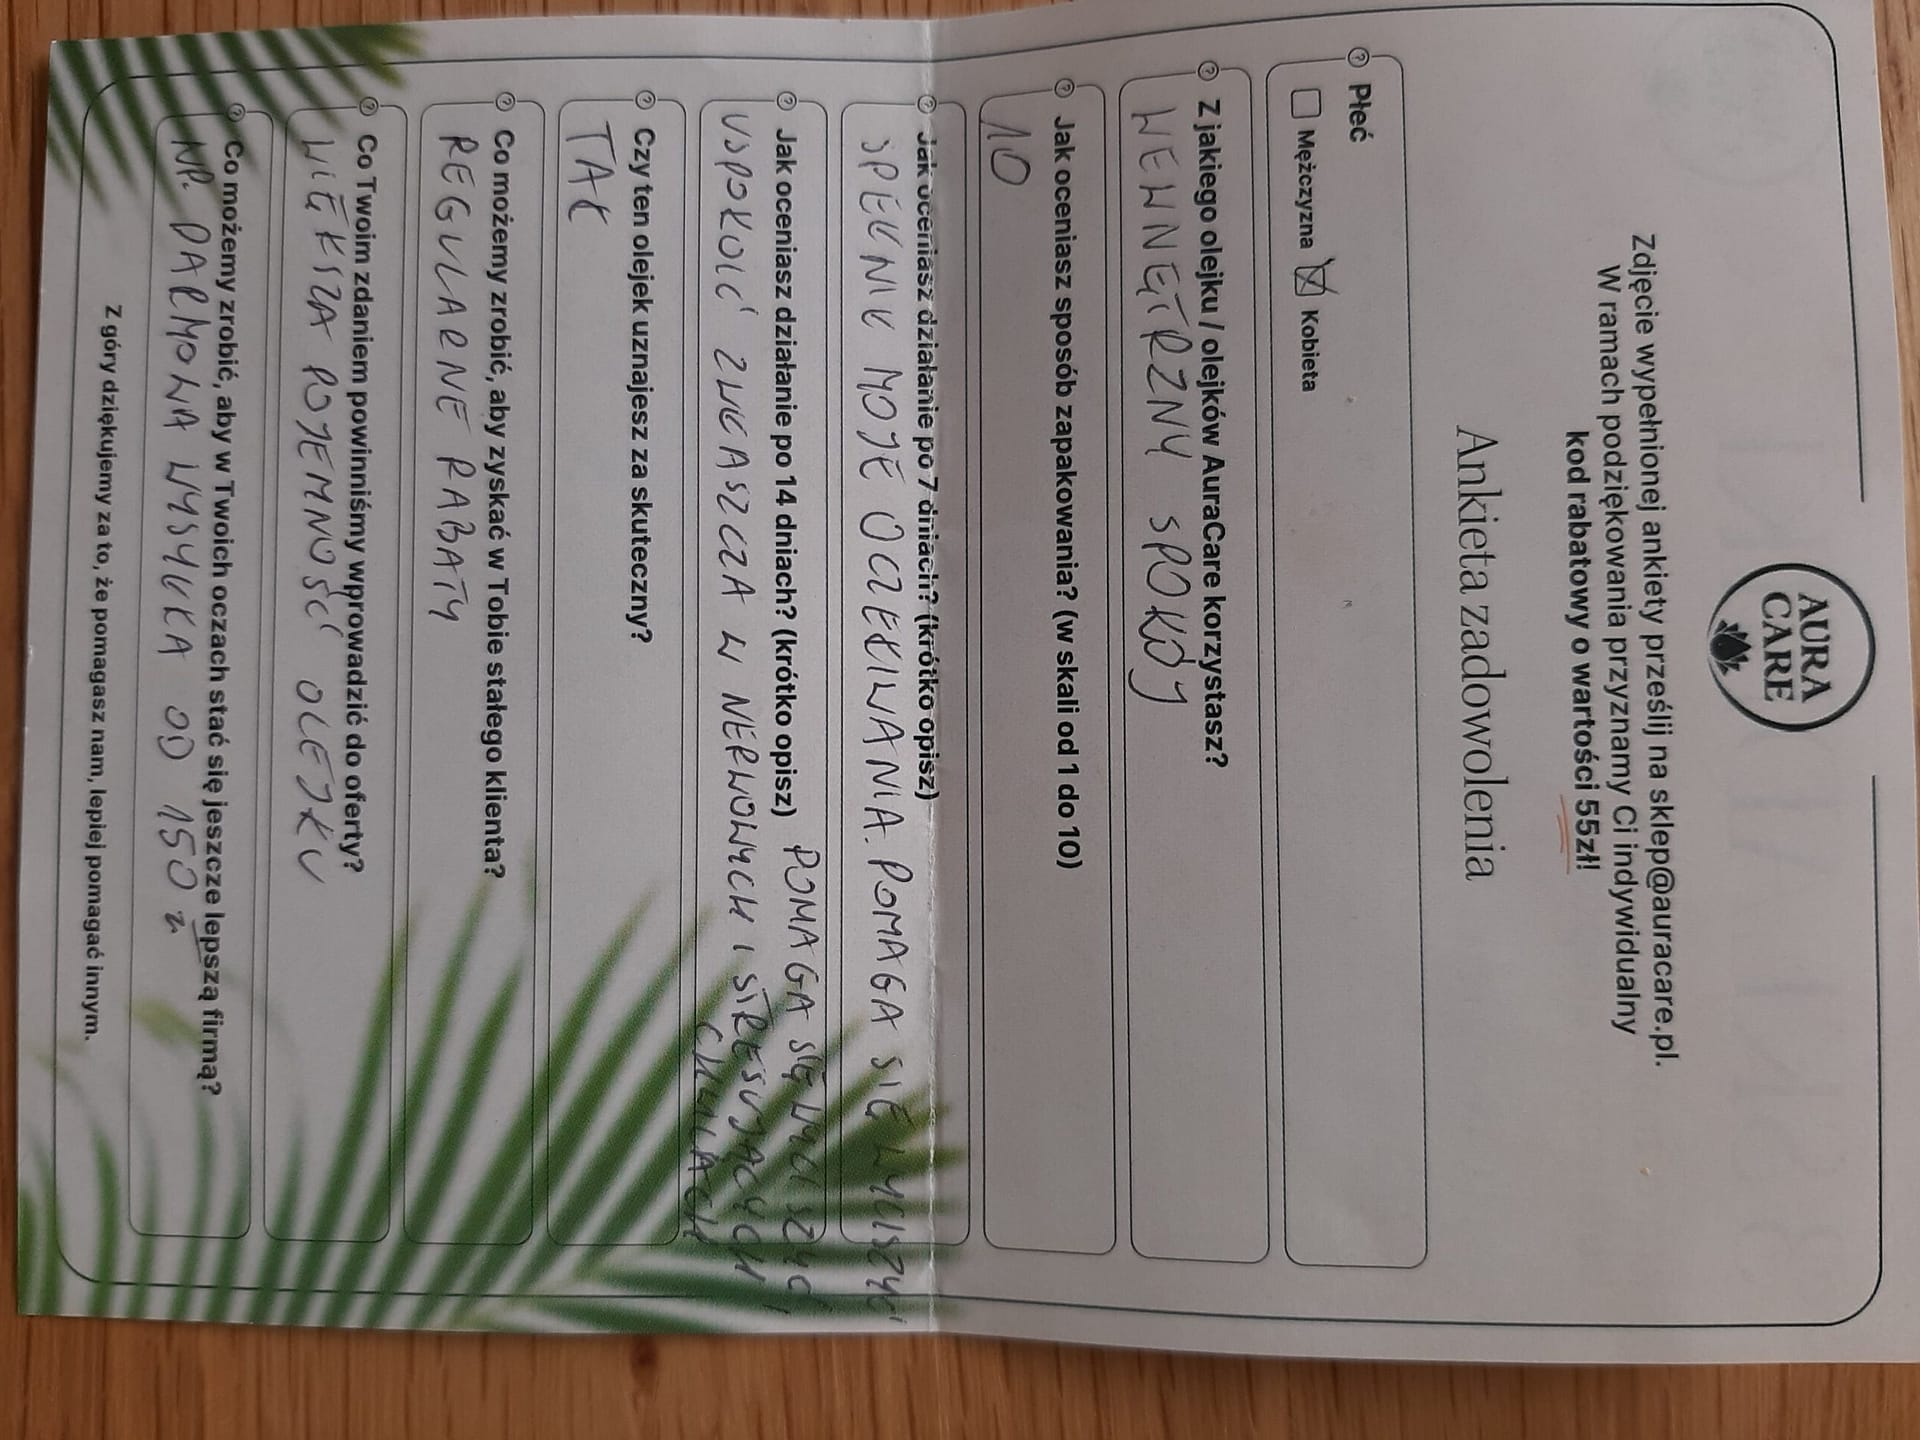 AURA
CARE
Zdjęcie wypełnionej ankiety prześlij na sklep@auracare.pl.
W ramach podziękowania przyznamy Ci indywidualny
kod rabatowy o wartości 55zł!
Ankieta zadowolenia
Płeć
Mężczyzna Kobieta
Z jakiego olejku / olejków AuraCare korzystasz?
WEWNĘTRZNY SPOKÓJ
Jak oceniasz sposób zapakowania? (w skali od 1 do 10)
10
Jak oceniasz działanie po 7 dniach? (krótko opisz)
SPEŁNIŁ MOJE OCZEKIWANIA. POMAGA SIĘ WYCISZYĆ
Jak oceniasz działanie po 14 dniach? (krótko opisz) POMAGA SIĘ WYCISZYĆ I
USPOKOIĆ ZWŁASZCZA W NERWOWYCH I STRESUJĄCYCH
CHWILACH
Czy ten olejek uznajesz za skuteczny?
TAK
Co możemy zrobić, aby zyskać w Tobie stałego klienta?
REGULARNE RABATY
Co Twoim zdaniem powinniśmy wprowadzić do oferty?
WIĘKSZA POJEMNOŚĆ OLEJKU
Co możemy zrobić, aby w Twoich oczach stać się jeszcze lepszą firmą?
NP. DARMOWA WYSYŁKA OD 150 zł
Z góry dziękujemy za to, że pomagasz nam, lepiej pomagać innym.